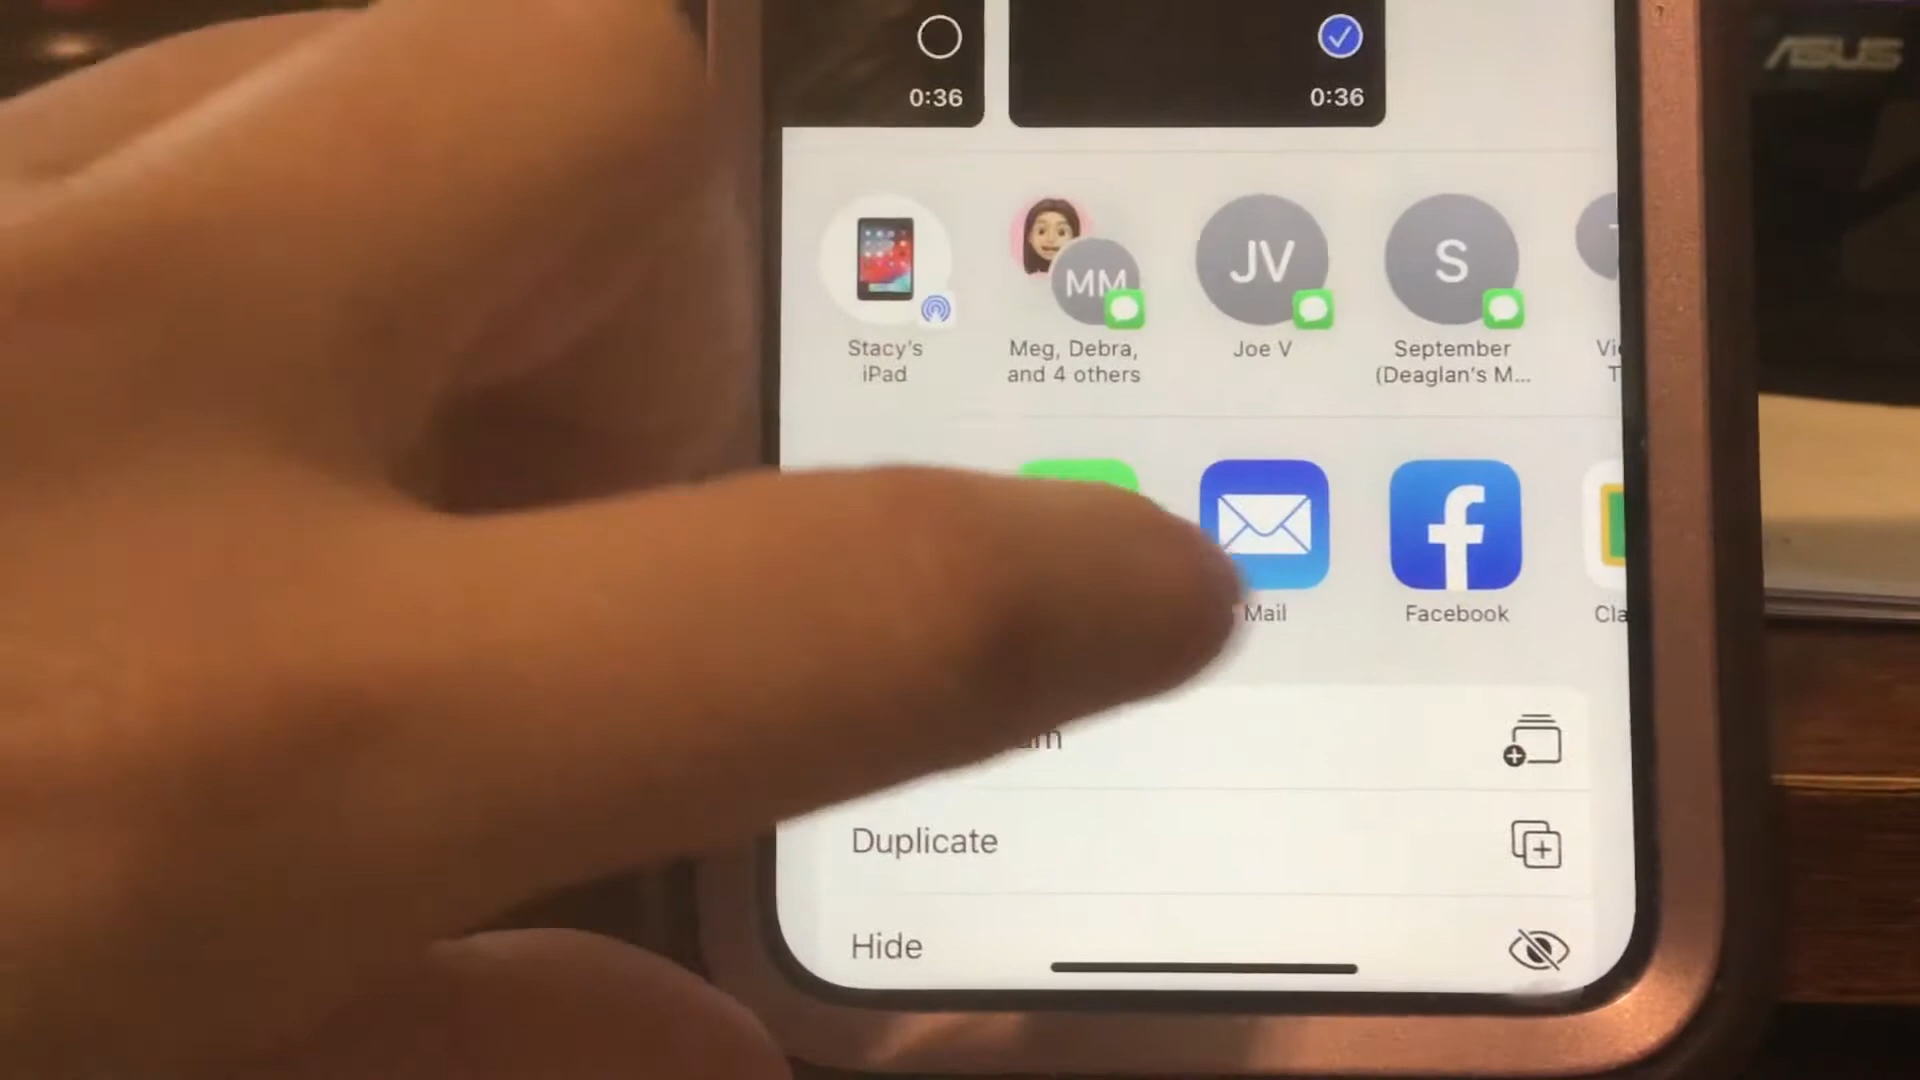 ASUS
0:36
0:36
MM
JV
S
Stacy's
iPad
Meg, Debra,
and 4 others
Joe V
September
(Deaglan's M...
Mail
Facebook
Duplicate
Hide